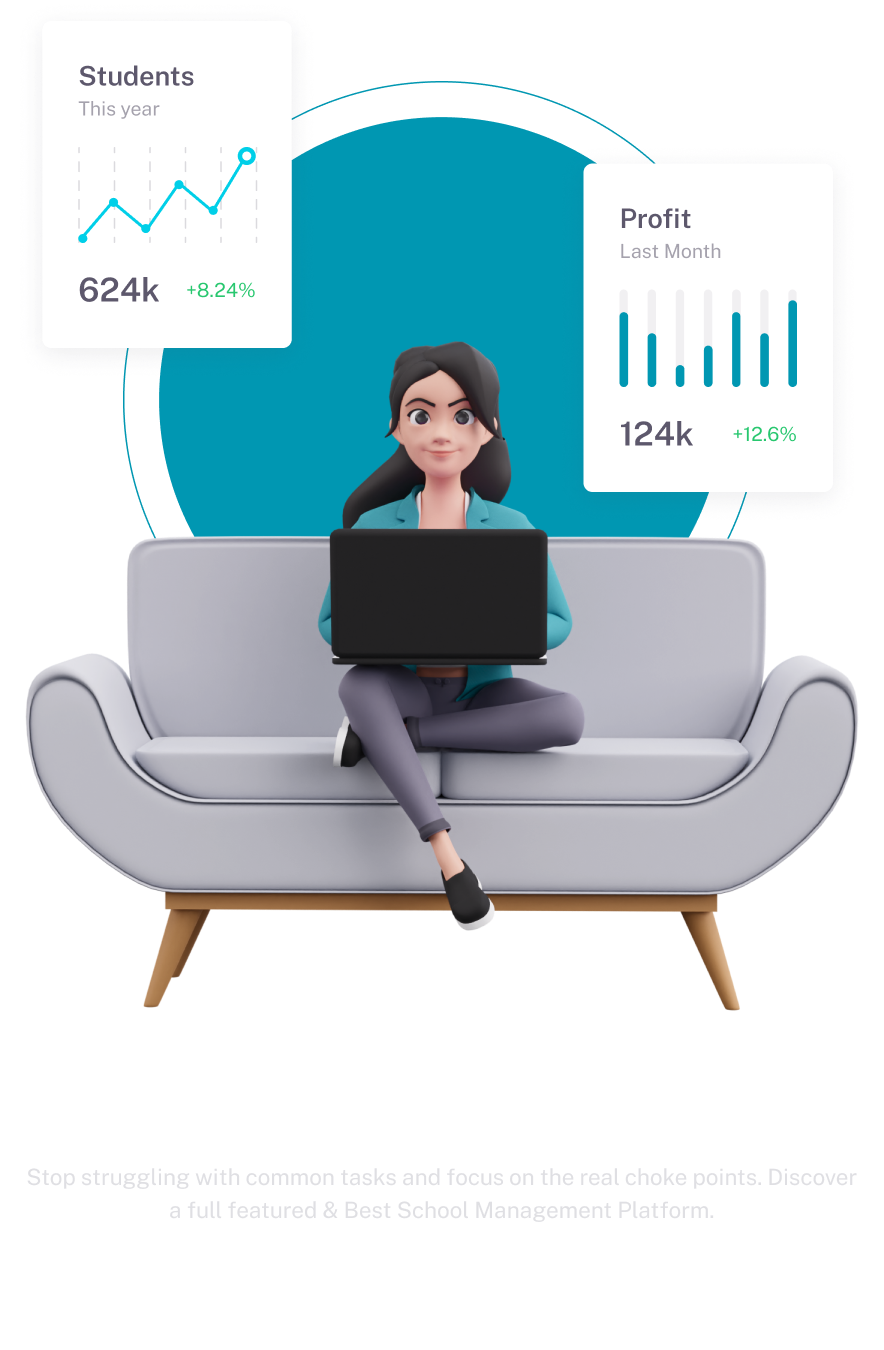 Students
This year
624k +8.24%
Profit
Last Month
124k +12.6%
Stop struggling with common tasks and focus on the real choke points. Discover
a full featured & Best School Management Platform.